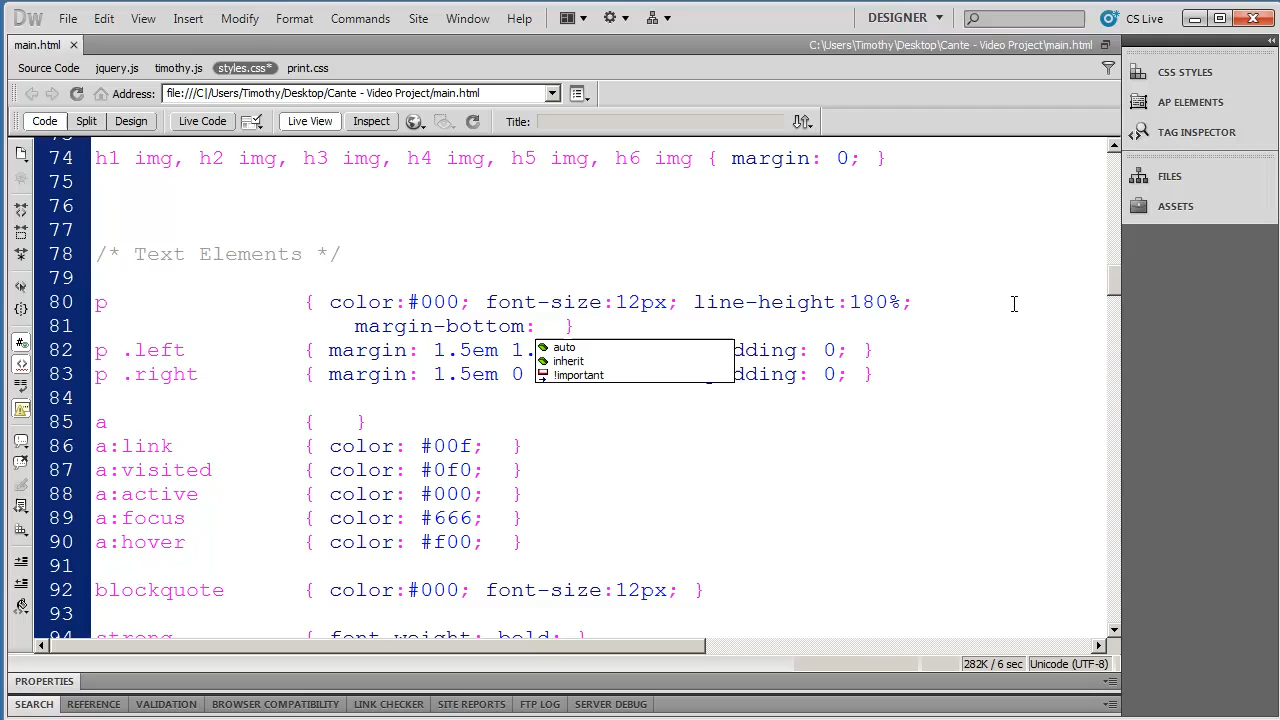 Dw File Edit View Insert Modify Format Commands Site Window Help DESIGNER CS Live
main.html C:\Users\Timothy\Desktop\Cante - Video Project\main.html
Source Code jquery.js timothy.js styles.css* print.css
Address: file:///C|/Users/Timothy/Desktop/Cante - Video Project/main.html
Code Split Design Live Code Live View Inspect Title:
74 h1 img, h2 img, h3 img, h4 img, h5 img, h6 img { margin: 0; }
75
76
77
78 /* Text Elements */
79
80 p { color:#000; font-size:12px; line-height:180%;
81 margin-bottom: }
auto
inherit
!important
82 p .left { margin: 1.5em 1. dding: 0; }
83 p .right { margin: 1.5em 0 dding: 0; }
84
85 a { }
86 a:link { color: #00f; }
87 a:visited { color: #0f0; }
88 a:active { color: #000; }
89 a:focus { color: #666; }
90 a:hover { color: #f00; }
91
92 blockquote { color:#000; font-size:12px; }
93
94 strong { font-weight: bold; }
282K / 6 sec Unicode (UTF-8)
PROPERTIES
SEARCH REFERENCE VALIDATION BROWSER COMPATIBILITY LINK CHECKER SITE REPORTS FTP LOG SERVER DEBUG
CSS STYLES
AP ELEMENTS
TAG INSPECTOR
FILES
ASSETS